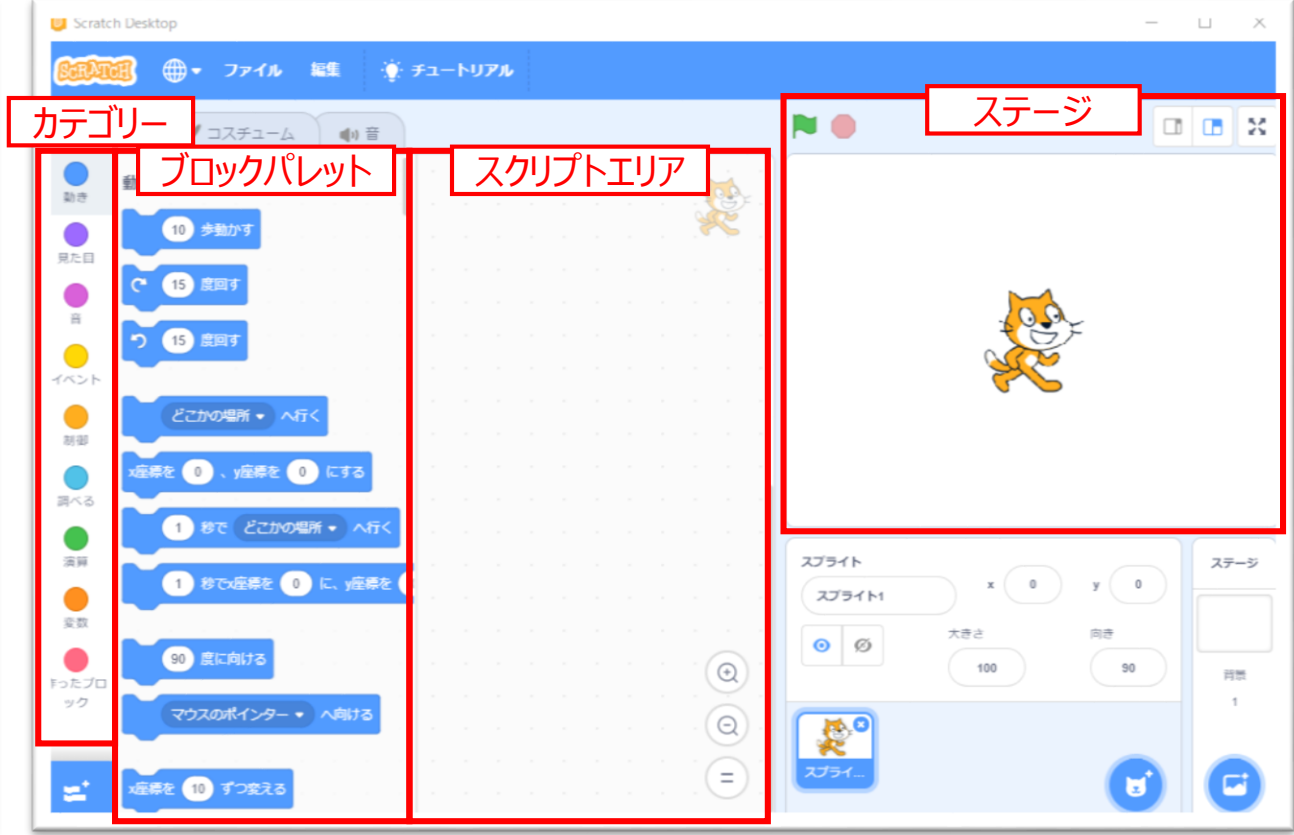 Scratch Desktop
SCRATCH
ファイル
編集
チュートリアル
カテゴリー
コスチューム
音
ブロックパレット
スクリプトエリア
ステージ
動き
見た目
音
イベント
制御
調べる
演算
変数
ったブロ
ック
動
10 歩動かす
15 度回す
15 度回す
どこかの場所 へ行く
x座標を 0 、y座標を 0 にする
1 秒で どこかの場所 へ行く
1 秒でx座標を 0 に、y座標を
90 度に向ける
マウスのポインター へ向ける
x座標を 10 ずつ変える
スプライト
スプライト1
x 0
y 0
大きさ
100
向き
90
スプライ...
ステージ
背景
1